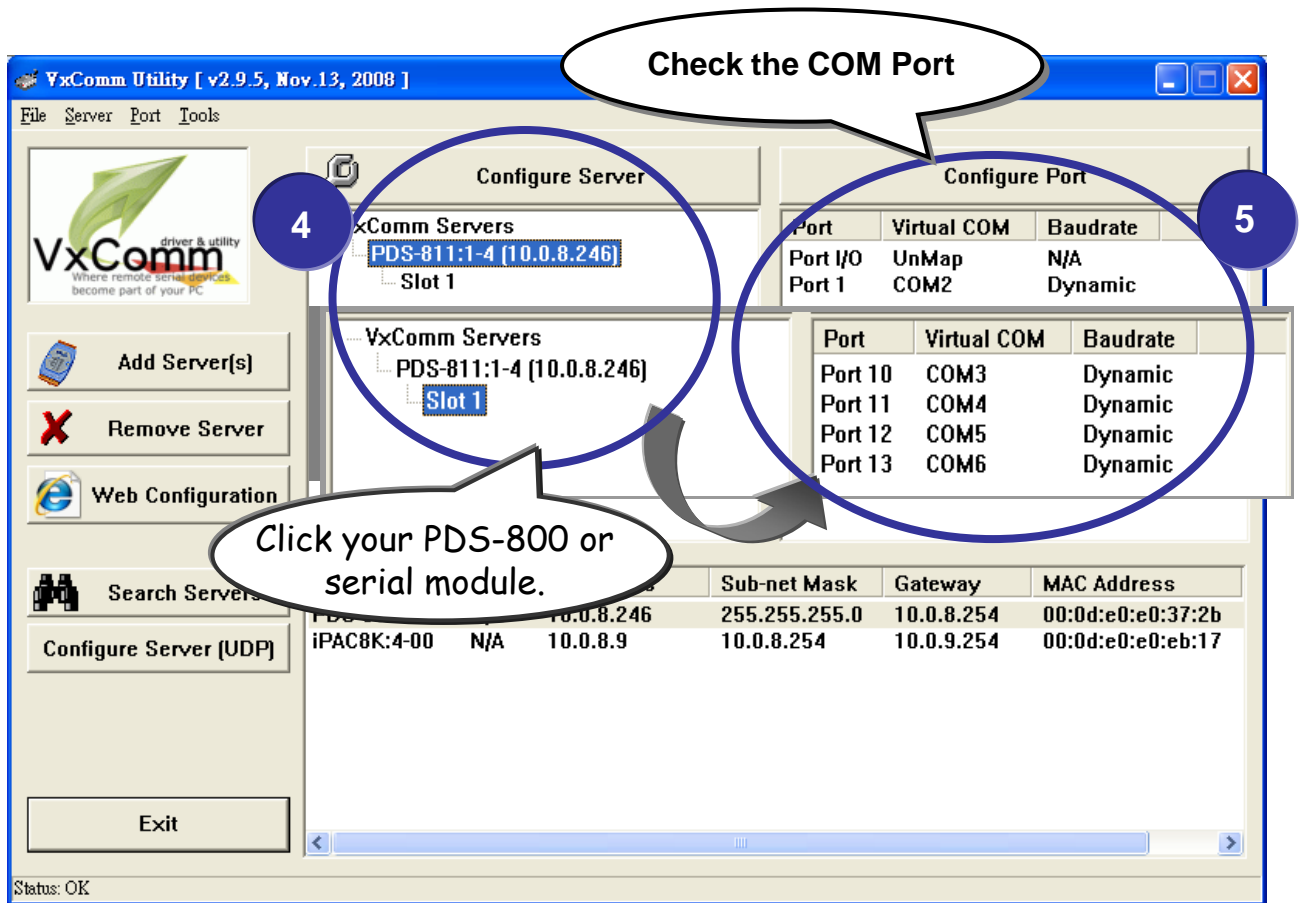 Check the COM Port
VxComm Utility [ v2.9.5, Nov.13, 2008 ]
File Server Port Tools
VxComm
driver & utility
Where remote serial devices
become part of your PC
Configure Server
Configure Port
4
5
xComm Servers
PDS-811:1-4 (10.0.8.246)
Slot 1
Port Virtual COM Baudrate
Port I/O UnMap N/A
Port 1 COM2 Dynamic
VxComm Servers
PDS-811:1-4 (10.0.8.246)
Slot 1
Port Virtual COM Baudrate
Port 10 COM3 Dynamic
Port 11 COM4 Dynamic
Port 12 COM5 Dynamic
Port 13 COM6 Dynamic
Add Server(s)
Remove Server
Web Configuration
Click your PDS-800 or
serial module.
Search Servers
Configure Server (UDP)
Sub-net Mask Gateway MAC Address
10.0.8.246 255.255.255.0 10.0.8.254 00:0d:e0:e0:37:2b
iPAC8K:4-00 N/A 10.0.8.9 10.0.8.254 10.0.9.254 00:0d:e0:e0:eb:17
Exit
Status: OK